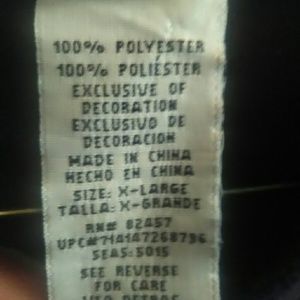 100% POLYESTER
100% POLIÉSTER
EXCLUSIVE OF
DECORATION
EXCLUSIVO DE
DECORACION
MADE IN CHINA
HECHO EN CHINA
SIZE: X-LARGE
TALLA: X-GRANDE
RN# 82457
UPC#714147268796
SEAS: 5015
SEE REVERSE
FOR CARE